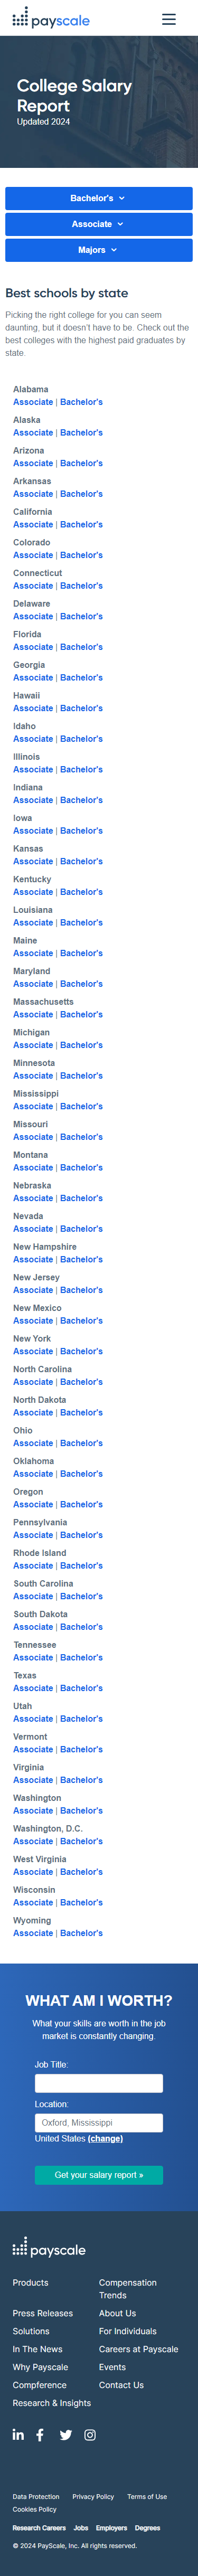 payscale
College Salary
Report
Updated 2024
Bachelor's
Associate
Majors
Best schools by state
Picking the right college for you can seem
daunting, but it doesn't have to be. Check out the
best colleges with the highest paid graduates by
state.
Alabama
Associate | Bachelor's
Alaska
Associate | Bachelor's
Arizona
Associate | Bachelor's
Arkansas
Associate | Bachelor's
California
Associate | Bachelor's
Colorado
Associate | Bachelor's
Connecticut
Associate | Bachelor's
Delaware
Associate | Bachelor's
Florida
Associate | Bachelor's
Georgia
Associate | Bachelor's
Hawaii
Associate | Bachelor's
Idaho
Associate | Bachelor's
Illinois
Associate | Bachelor's
Indiana
Associate | Bachelor's
Iowa
Associate | Bachelor's
Kansas
Associate | Bachelor's
Kentucky
Associate | Bachelor's
Louisiana
Associate | Bachelor's
Maine
Associate | Bachelor's
Maryland
Associate | Bachelor's
Massachusetts
Associate | Bachelor's
Michigan
Associate | Bachelor's
Minnesota
Associate | Bachelor's
Mississippi
Associate | Bachelor's
Missouri
Associate | Bachelor's
Montana
Associate | Bachelor's
Nebraska
Associate | Bachelor's
Nevada
Associate | Bachelor's
New Hampshire
Associate | Bachelor's
New Jersey
Associate | Bachelor's
New Mexico
Associate | Bachelor's
New York
Associate | Bachelor's
North Carolina
Associate | Bachelor's
North Dakota
Associate | Bachelor's
Ohio
Associate | Bachelor's
Oklahoma
Associate | Bachelor's
Oregon
Associate | Bachelor's
Pennsylvania
Associate | Bachelor's
Rhode Island
Associate | Bachelor's
South Carolina
Associate | Bachelor's
South Dakota
Associate | Bachelor's
Tennessee
Associate | Bachelor's
Texas
Associate | Bachelor's
Utah
Associate | Bachelor's
Vermont
Associate | Bachelor's
Virginia
Associate | Bachelor's
Washington
Associate | Bachelor's
Washington, D.C.
Associate | Bachelor's
West Virginia
Associate | Bachelor's
Wisconsin
Associate | Bachelor's
Wyoming
Associate | Bachelor's
WHAT AM I WORTH?
What your skills are worth in the job
market is constantly changing.
Job Title:
Location:
Oxford, Mississippi
United States (change)
Get your salary report »
payscale
Products
Compensation
Trends
Press Releases
About Us
Solutions
For Individuals
In The News
Careers at Payscale
Why Payscale
Events
Compference
Contact Us
Research & Insights
Data Protection Privacy Policy Terms of Use
Cookies Policy
Research Careers Jobs Employers Degrees
© 2024 PayScale, Inc. All rights reserved.